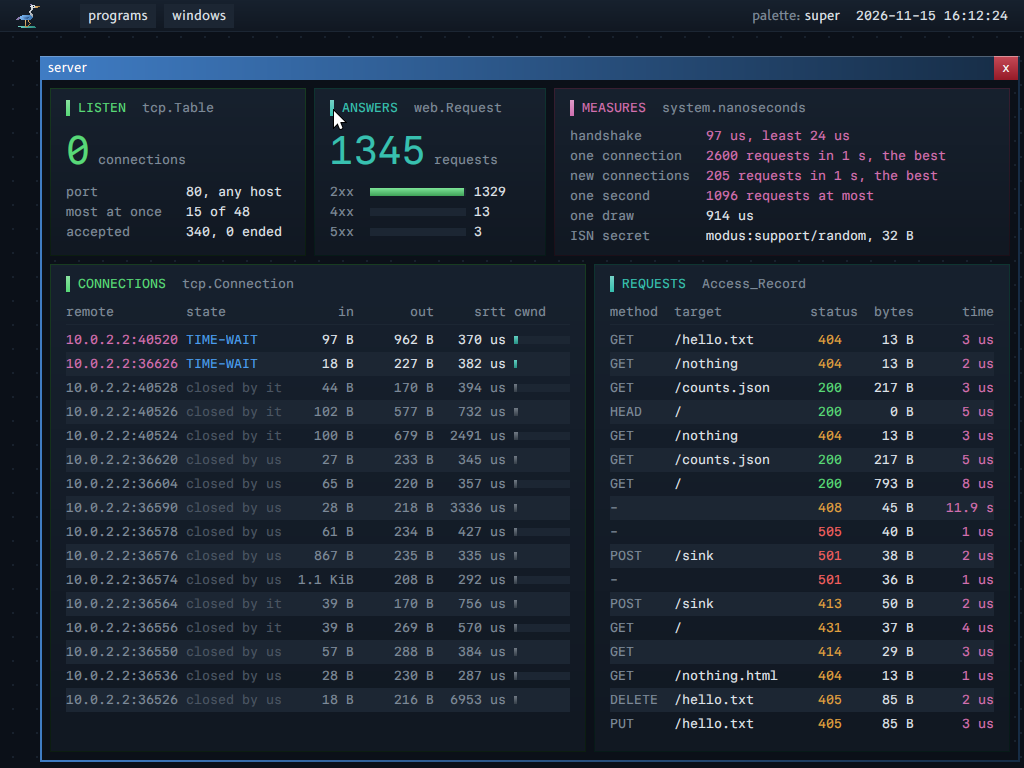 programs windows palette: super 2026-11-15 16:12:24
server x
LISTEN tcp.Table
0 connections
port 80, any host
most at once 15 of 48
accepted 340, 0 ended
ANSWERS web.Request
1345 requests
2xx 1329
4xx 13
5xx 3
MEASURES system.nanoseconds
handshake 97 us, least 24 us
one connection 2600 requests in 1 s, the best
new connections 205 requests in 1 s, the best
one second 1096 requests at most
one draw 914 us
ISN secret modus:support/random, 32 B
CONNECTIONS tcp.Connection
remote state in out srtt cwnd
10.0.2.2:40520 TIME-WAIT 97 B 962 B 370 us
10.0.2.2:36626 TIME-WAIT 18 B 227 B 382 us
10.0.2.2:40528 closed by it 44 B 170 B 394 us
10.0.2.2:40526 closed by it 102 B 577 B 732 us
10.0.2.2:40524 closed by it 100 B 679 B 2491 us
10.0.2.2:36620 closed by us 27 B 233 B 345 us
10.0.2.2:36604 closed by us 65 B 220 B 357 us
10.0.2.2:36590 closed by us 28 B 218 B 3336 us
10.0.2.2:36578 closed by us 61 B 234 B 427 us
10.0.2.2:36576 closed by us 867 B 235 B 335 us
10.0.2.2:36574 closed by us 1.1 KiB 208 B 292 us
10.0.2.2:36564 closed by it 39 B 170 B 756 us
10.0.2.2:36556 closed by it 39 B 269 B 570 us
10.0.2.2:36550 closed by us 57 B 288 B 384 us
10.0.2.2:36536 closed by us 28 B 230 B 287 us
10.0.2.2:36526 closed by us 18 B 216 B 6953 us
REQUESTS Access_Record
method target status bytes time
GET /hello.txt 404 13 B 3 us
GET /nothing 404 13 B 2 us
GET /counts.json 200 217 B 3 us
HEAD / 200 0 B 5 us
GET /nothing 404 13 B 3 us
GET /counts.json 200 217 B 5 us
GET / 200 793 B 8 us
- 408 45 B 11.9 s
- 505 40 B 1 us
POST /sink 501 38 B 2 us
- 501 36 B 1 us
POST /sink 413 50 B 2 us
GET / 431 37 B 4 us
GET 414 29 B 3 us
GET /nothing.html 404 13 B 1 us
DELETE /hello.txt 405 85 B 2 us
PUT /hello.txt 405 85 B 3 us